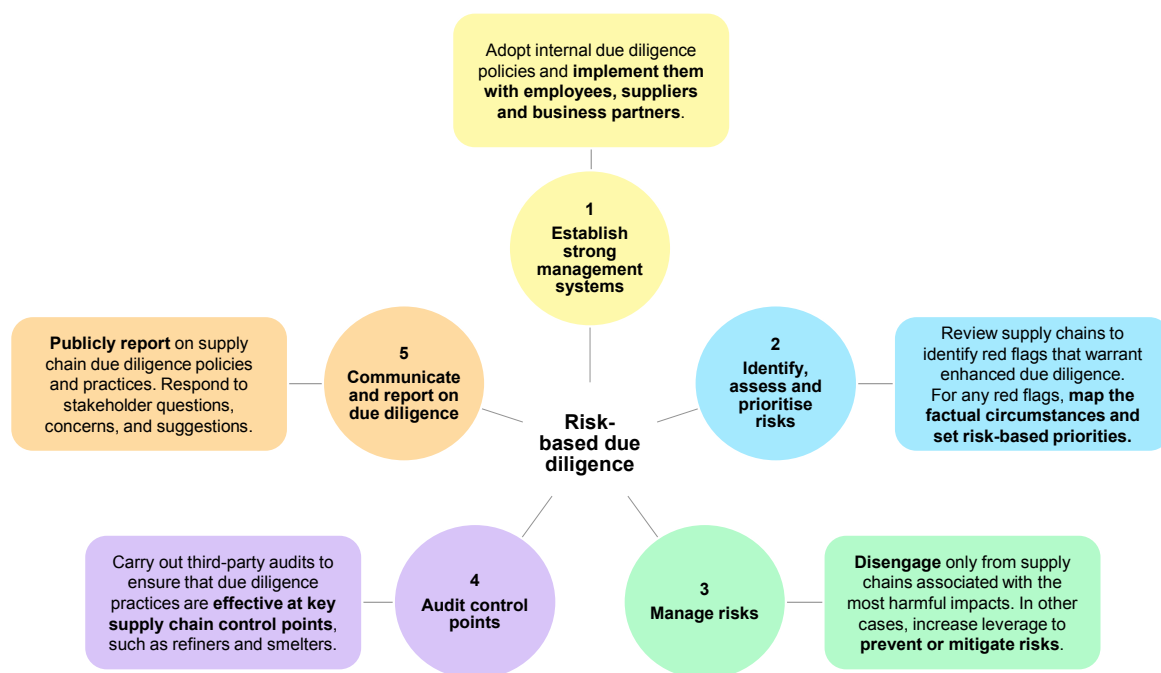 Adopt internal due diligence
policies and implement them
with employees, suppliers
and business partners.
1
Establish
strong
management
systems
2
Identify,
assess and
prioritise
risks
Review supply chains to
identify red flags that warrant
enhanced due diligence.
For any red flags, map the
factual circumstances and
set risk-based priorities.
3
Manage risks
Disengage only from supply
chains associated with the
most harmful impacts. In other
cases, increase leverage to
prevent or mitigate risks.
4
Audit control
points
Carry out third-party audits to
ensure that due diligence
practices are effective at key
supply chain control points,
such as refiners and smelters.
5
Communicate
and report on
due diligence
Publicly report on supply
chain due diligence policies
and practices. Respond to
stakeholder questions,
concerns, and suggestions.
Risk-
based due
diligence